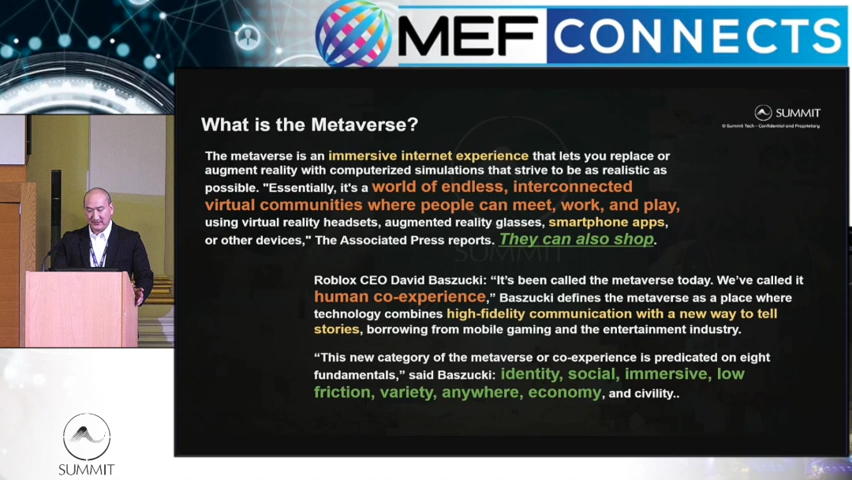 MEF CONNECTS
SUMMIT
© Summit Tech - Confidential and Proprietary
What is the Metaverse?
The metaverse is an immersive internet experience that lets you replace or
augment reality with computerized simulations that strive to be as realistic as
possible. "Essentially, it's a world of endless, interconnected
virtual communities where people can meet, work, and play,
using virtual reality headsets, augmented reality glasses, smartphone apps,
or other devices," The Associated Press reports. They can also shop.
Roblox CEO David Baszucki: “It’s been called the metaverse today. We’ve called it
human co-experience,” Baszucki defines the metaverse as a place where
technology combines high-fidelity communication with a new way to tell
stories, borrowing from mobile gaming and the entertainment industry.
“This new category of the metaverse or co-experience is predicated on eight
fundamentals,” said Baszucki: identity, social, immersive, low
friction, variety, anywhere, economy, and civility..
SUMMIT